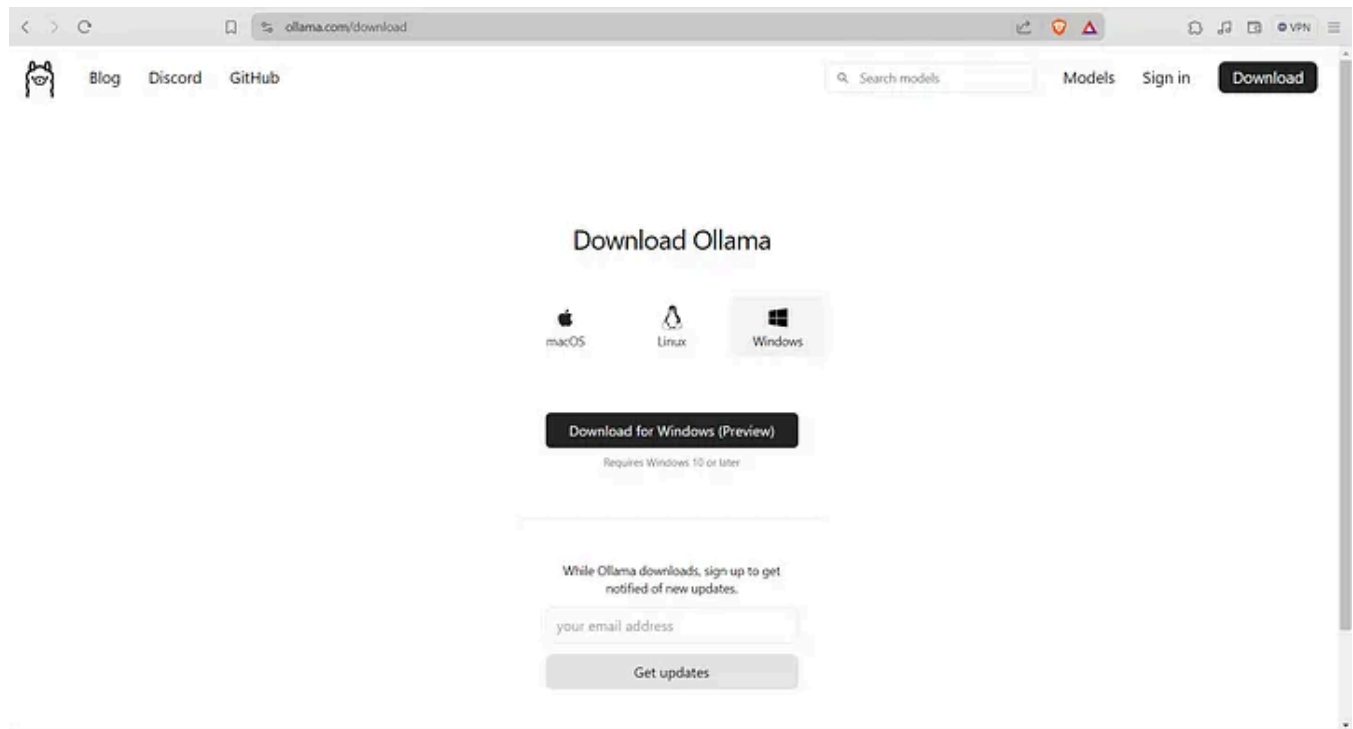 ollama.com/download
VPN
Blog Discord GitHub
Search models
Models Sign in Download
Download Ollama
macOS Linux Windows
Download for Windows (Preview)
Requires Windows 10 or later
While Ollama downloads, sign up to get
notified of new updates.
your email address
Get updates